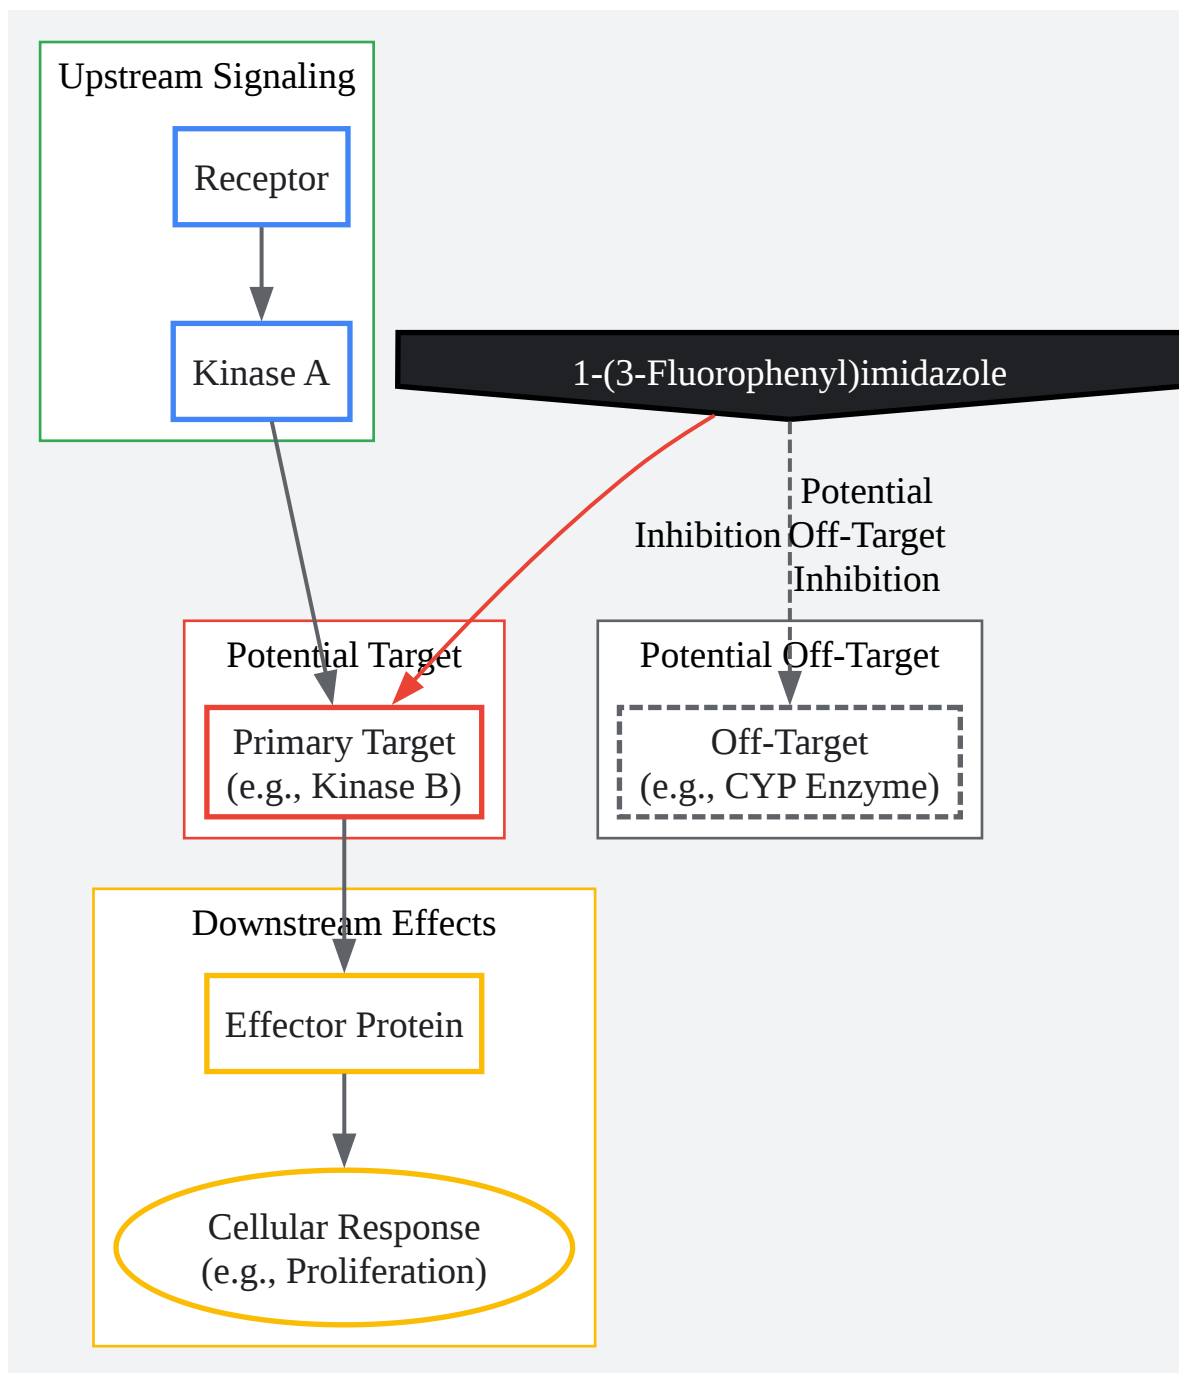 Upstream Signaling
Receptor
Kinase A
1-(3-Fluorophenyl)imidazole
Inhibition
Potential
Off-Target
Inhibition
Potential Target
Primary Target
(e.g., Kinase B)
Potential Off-Target
Off-Target
(e.g., CYP Enzyme)
Downstream Effects
Effector Protein
Cellular Response
(e.g., Proliferation)